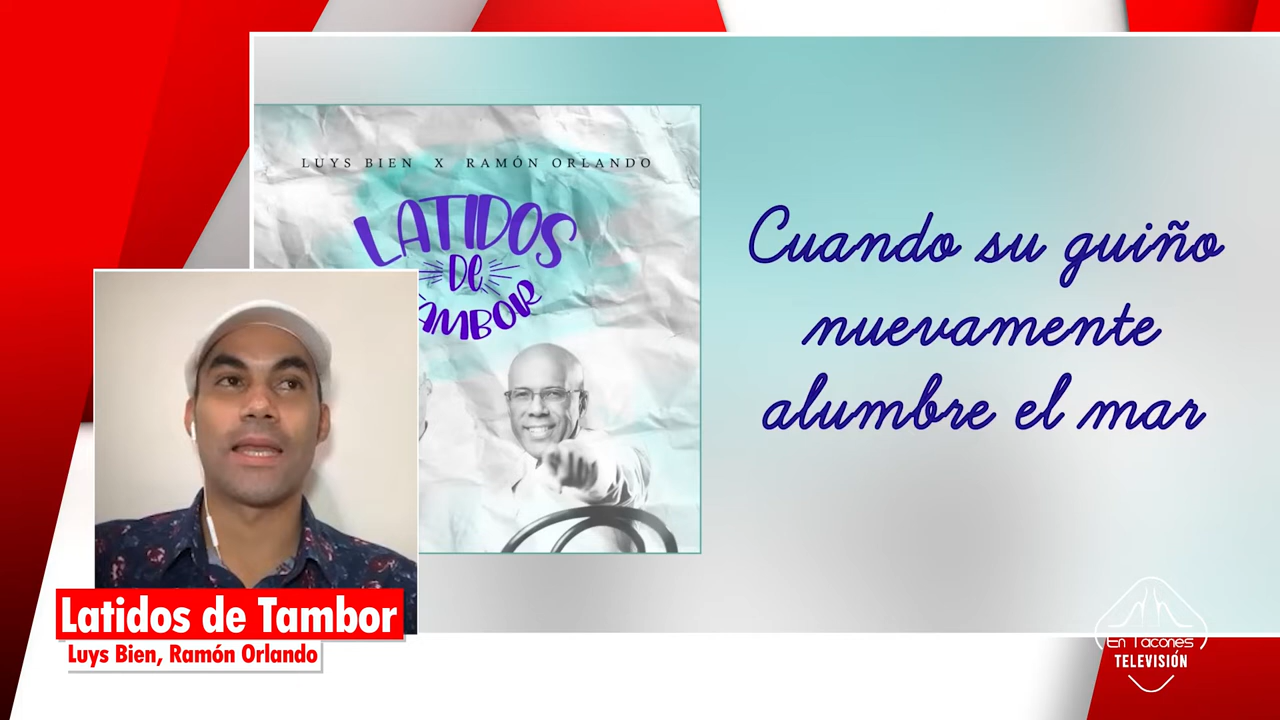 LUYS BIEN X RAMÓN ORLANDO
LATIDOS
DE
AMBOR
Cuando su guiño
nuevamente
alumbre el mar
Latidos de Tambor
Luys Bien, Ramón Orlando
En Tacones
TELEVISIÓN